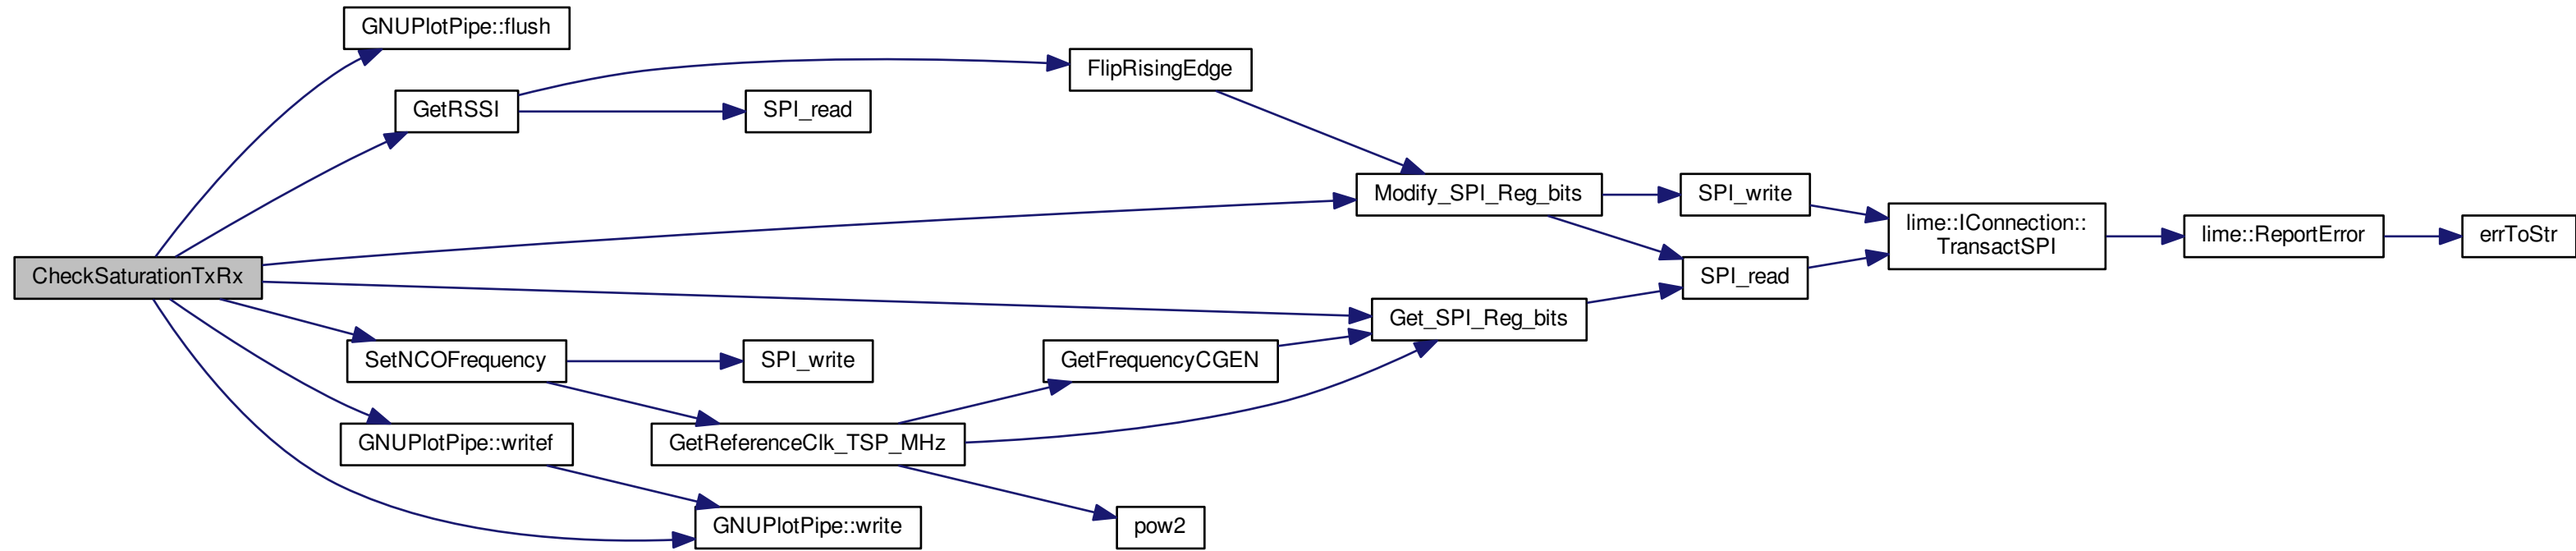 GNUPlotPipe::flush
FlipRisingEdge
GetRSSI
SPI_read
Modify_SPI_Reg_bits
SPI_write
lime::IConnection::
TransactSPI
lime::ReportError
errToStr
CheckSaturationTxRx
SPI_read
Get_SPI_Reg_bits
SetNCOFrequency
SPI_write
GetFrequencyCGEN
GNUPlotPipe::writef
GetReferenceClk_TSP_MHz
GNUPlotPipe::write
pow2